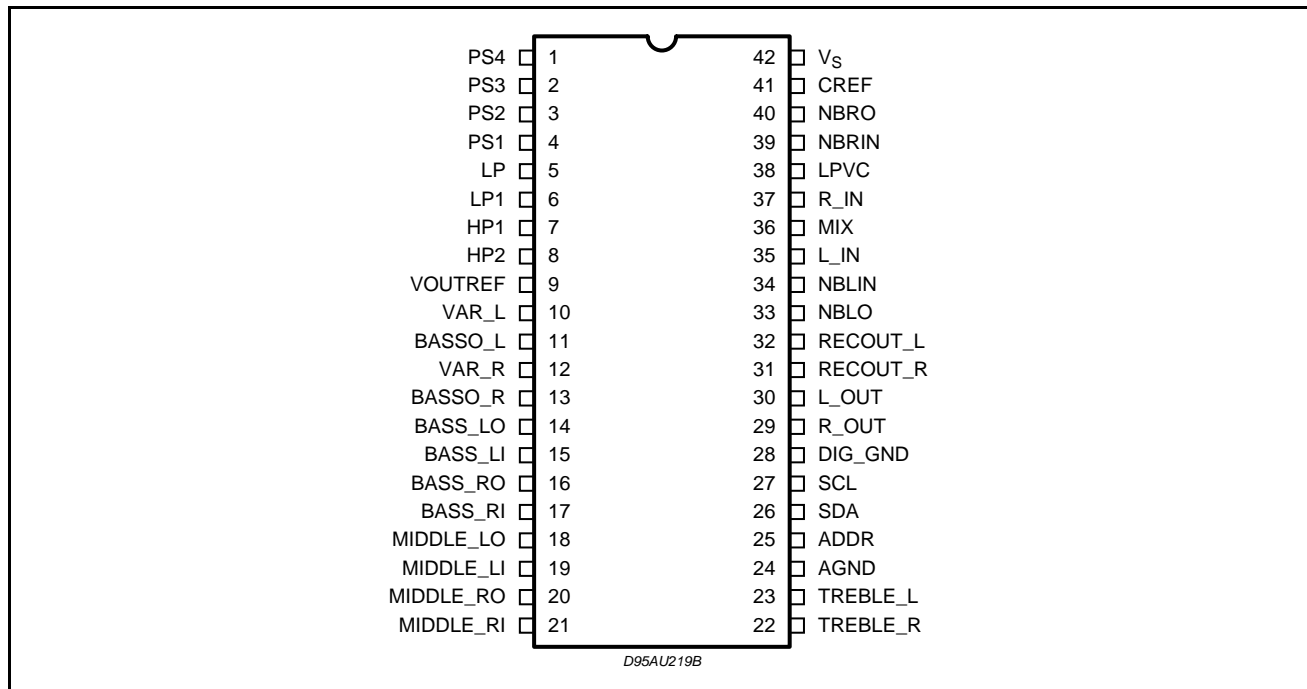 PS4 1 42 VS
PS3 2 41 CREF
PS2 3 40 NBRO
PS1 4 39 NBRIN
LP 5 38 LPVC
LP1 6 37 R_IN
HP1 7 36 MIX
HP2 8 35 L_IN
VOUTREF 9 34 NBLIN
VAR_L 10 33 NBLO
BASSO_L 11 32 RECOUT_L
VAR_R 12 31 RECOUT_R
BASSO_R 13 30 L_OUT
BASS_LO 14 29 R_OUT
BASS_LI 15 28 DIG_GND
BASS_RO 16 27 SCL
BASS_RI 17 26 SDA
MIDDLE_LO 18 25 ADDR
MIDDLE_LI 19 24 AGND
MIDDLE_RO 20 23 TREBLE_L
MIDDLE_RI 21 22 TREBLE_R
D95AU219B